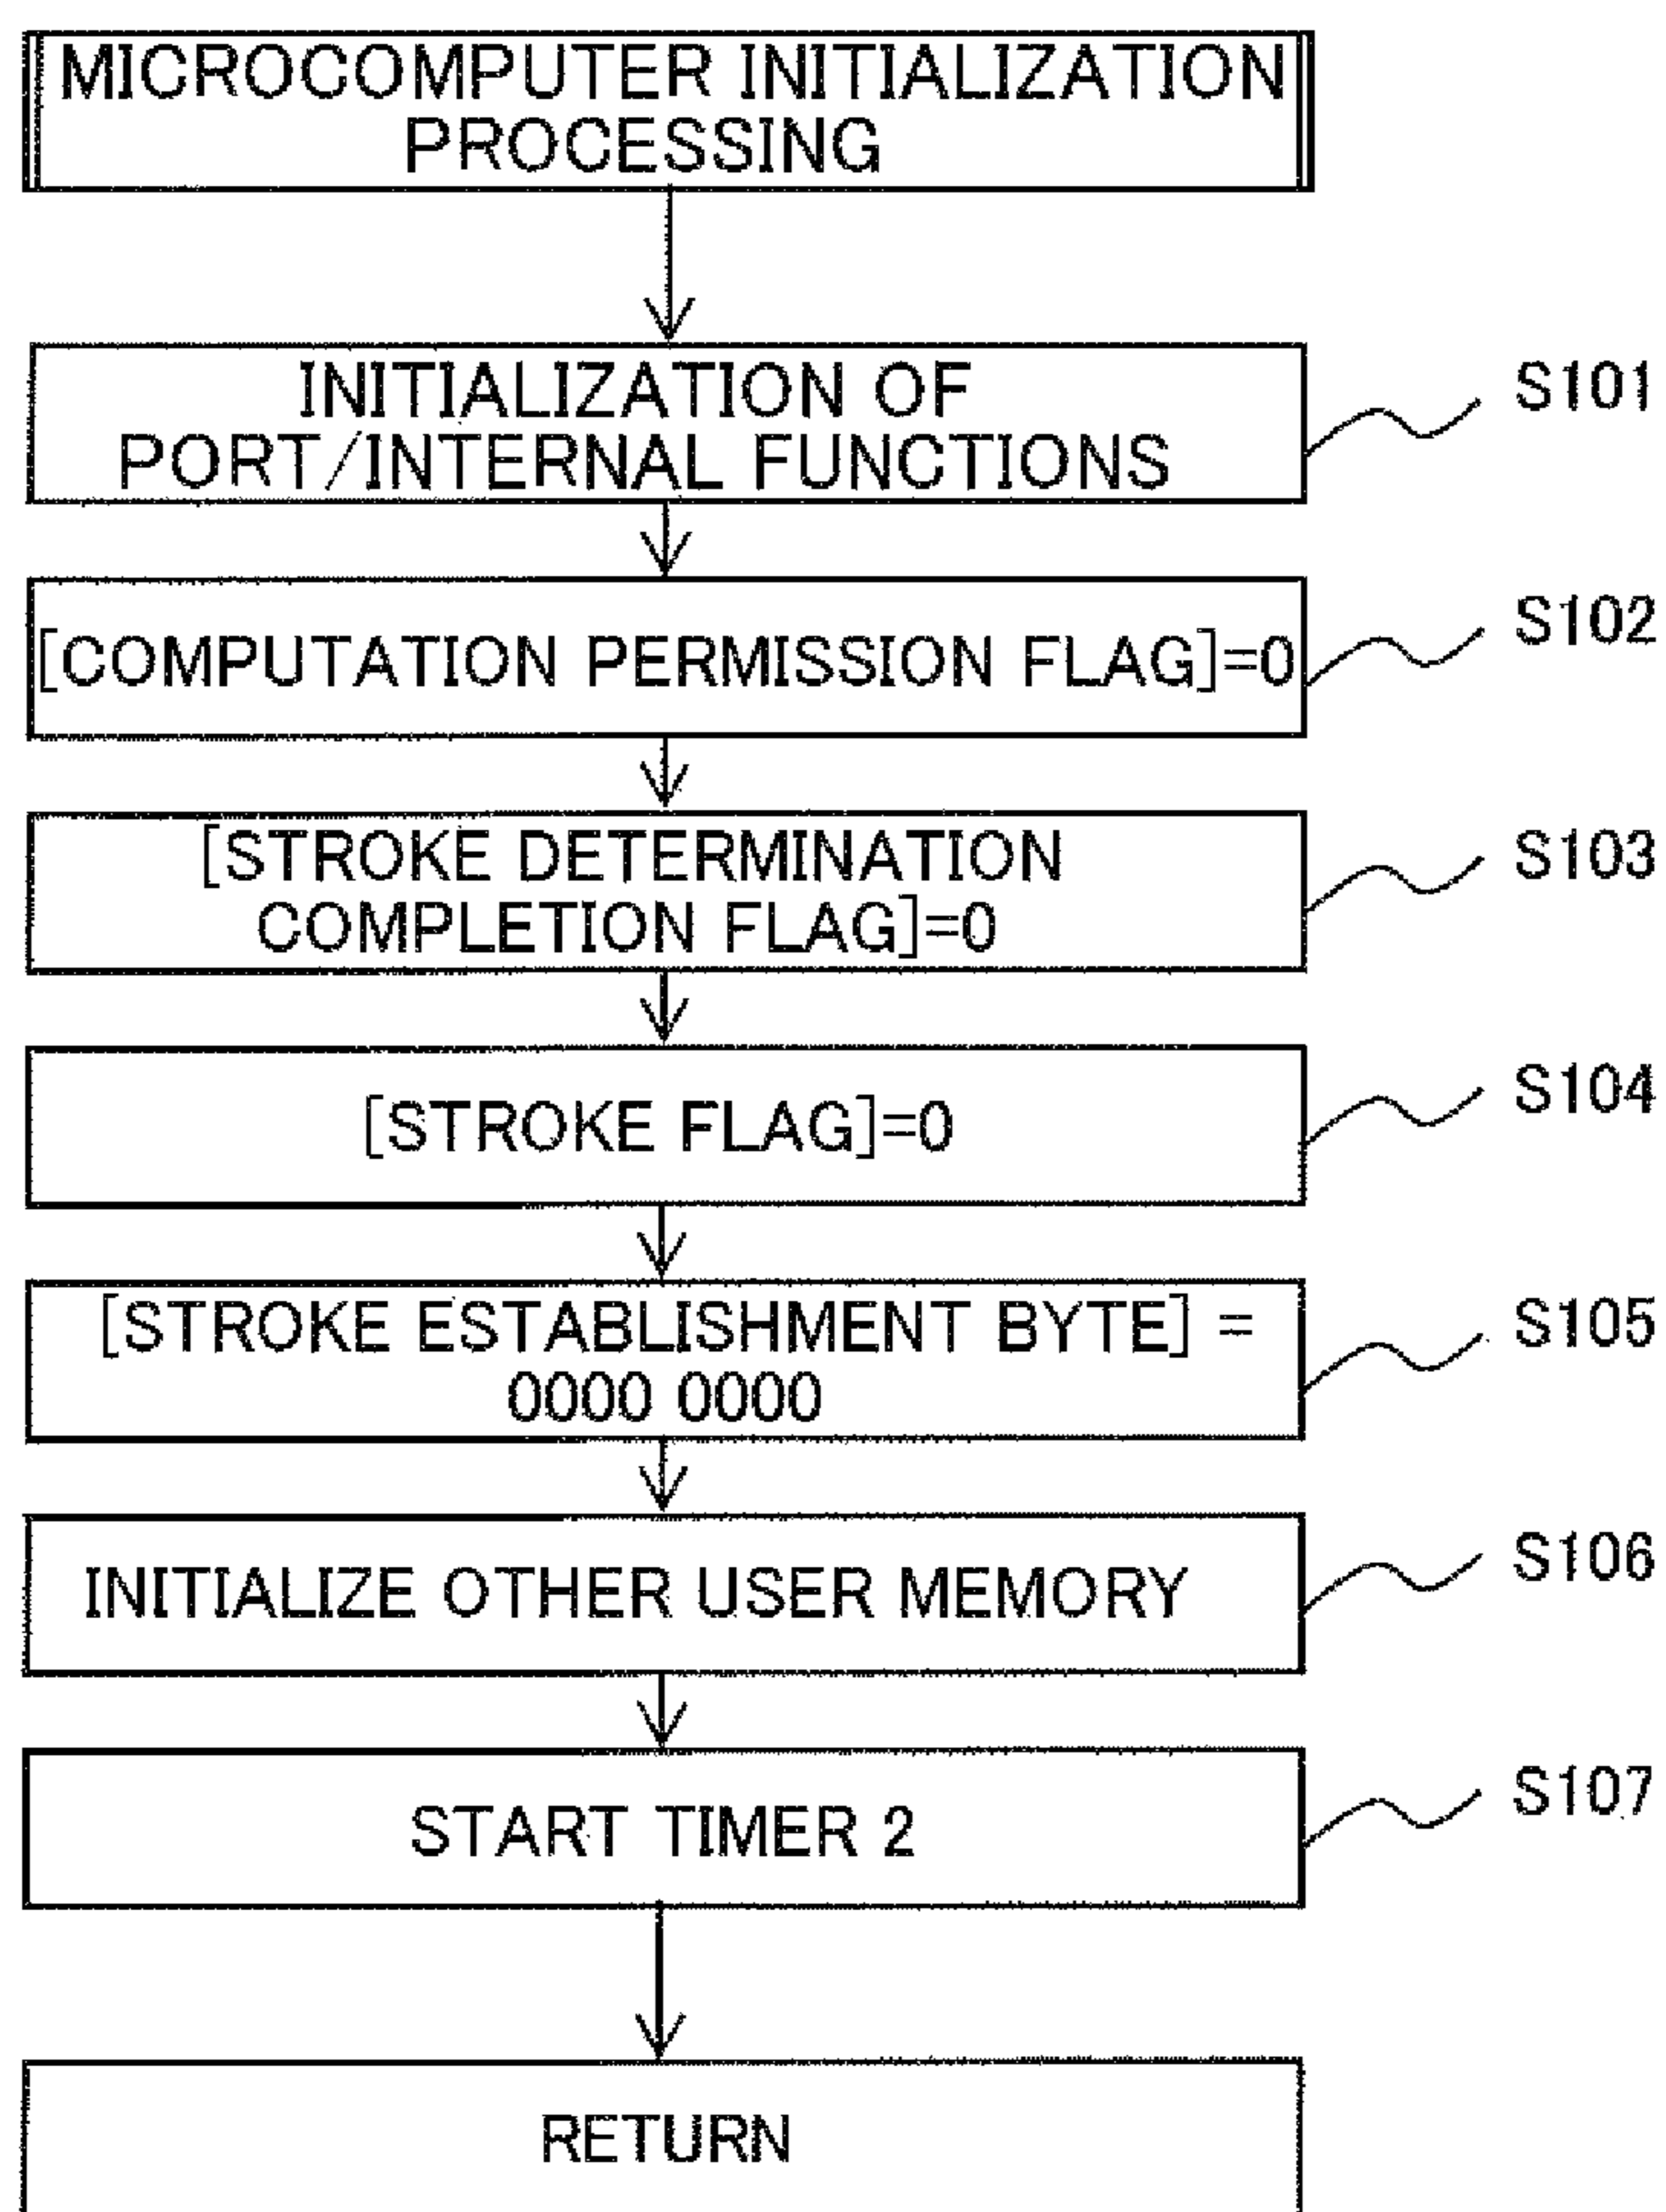 MICROCOMPUTER INITIALIZATION
PROCESSING
INITIALIZATION OF
PORT/INTERNAL FUNCTIONS
S101
[COMPUTATION PERMISSION FLAG]=0
S102
[STROKE DETERMINATION
COMPLETION FLAG]=0
S103
[STROKE FLAG]=0
S104
[STROKE ESTABLISHMENT BYTE] =
0000 0000
S105
INITIALIZE OTHER USER MEMORY
S106
START TIMER 2
S107
RETURN